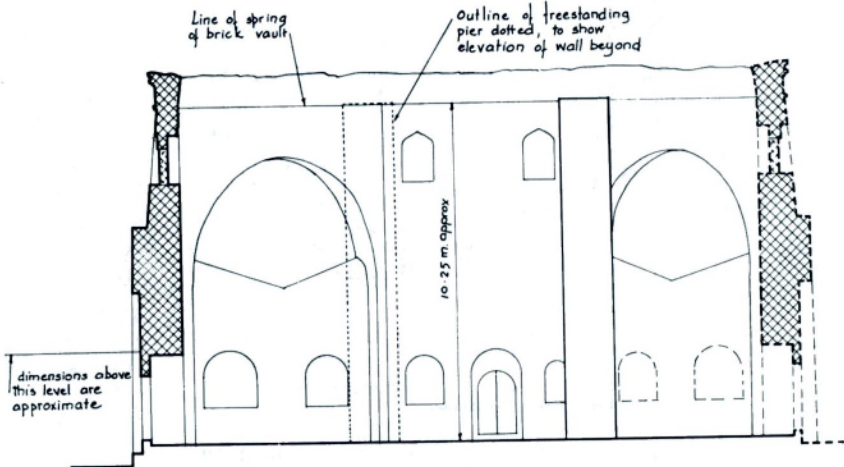 Line of spring
of brick vault
Outline of freestanding
pier dotted, to show
elevation of wall beyond
10·25 m. approx
dimensions above
this level are
approximate